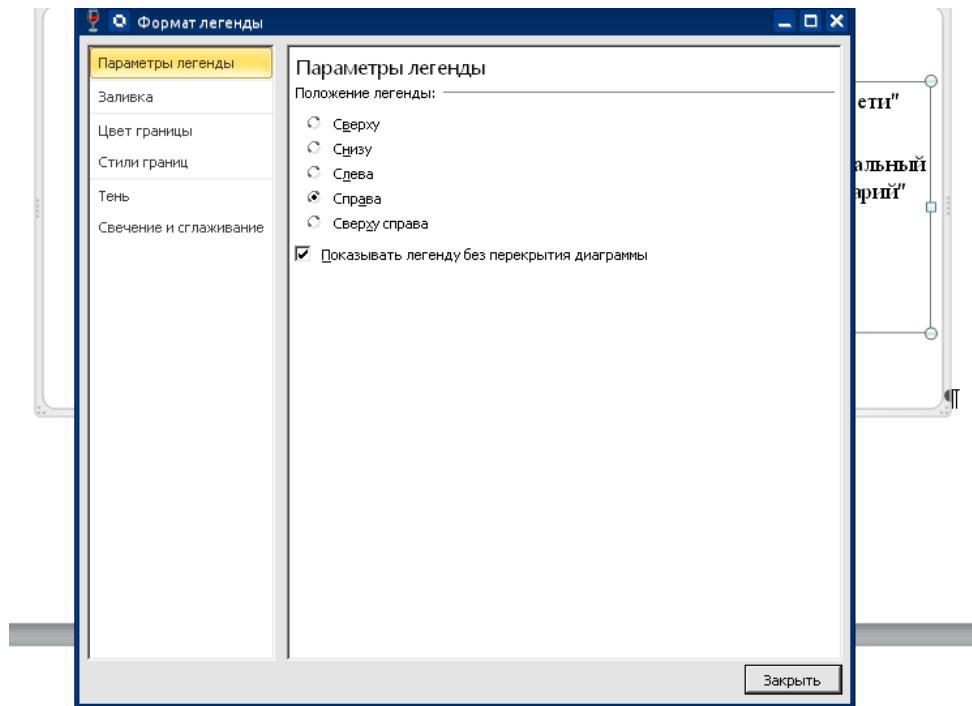 Формат легенды
Параметры легенды
Заливка
Цвет границы
Стили границ
Тень
Свечение и сглаживание
Параметры легенды
Положение легенды:
Сверху
Снизу
Слева
Справа
Сверху справа
Показывать легенду без перекрытия диаграммы
ети"
альный
арий"
¶
Закрыть